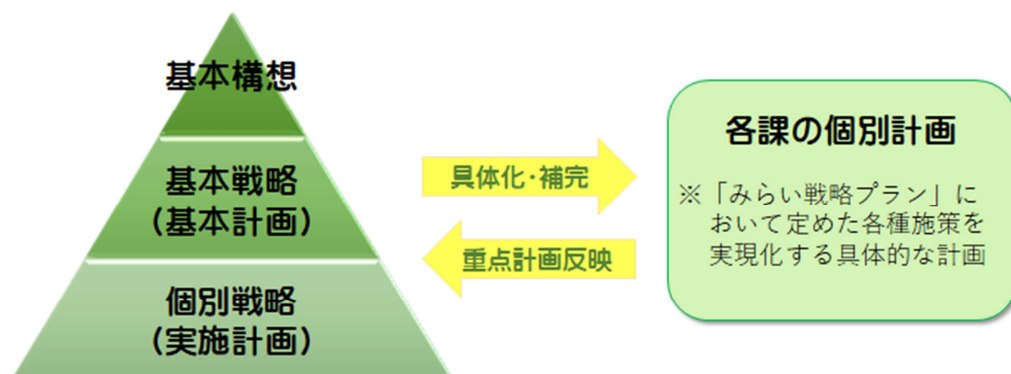 基本構想
基本戦略
(基本計画)
個別戦略
(実施計画)
具体化・補完
重点計画反映
各課の個別計画
※「みらい戦略プラン」に
おいて定めた各種施策を
実現化する具体的な計画